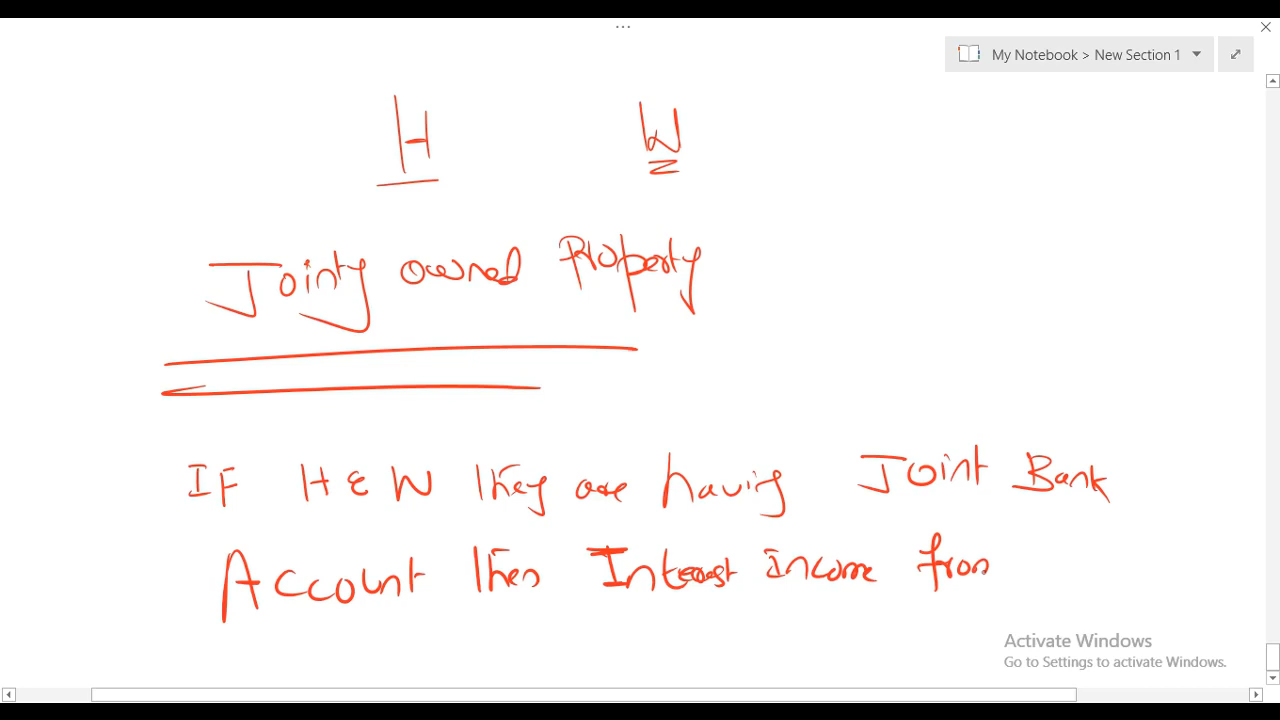 ...
My Notebook > New Section 1
H W
Jointy owned Property
IF H & W they are having Joint Bank
Account then Interest income from
Activate Windows
Go to Settings to activate Windows.